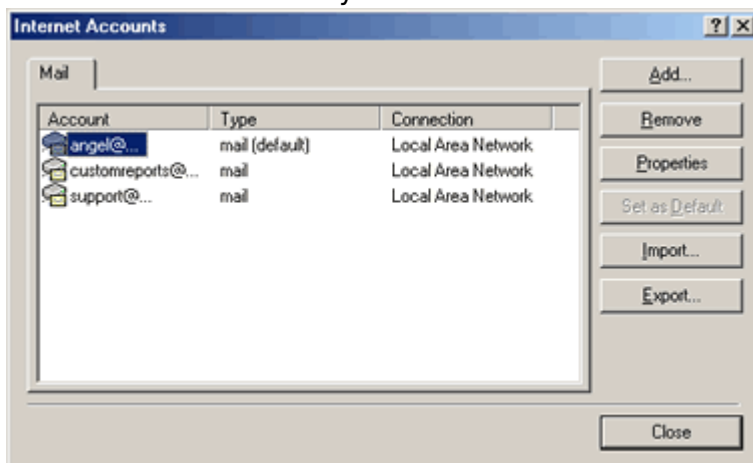 Internet Accounts
Mail
Account Type Connection
angel@... mail (default) Local Area Network
customreports@... mail Local Area Network
support@... mail Local Area Network
Add...
Remove
Properties
Set as Default
Import...
Export...
Close